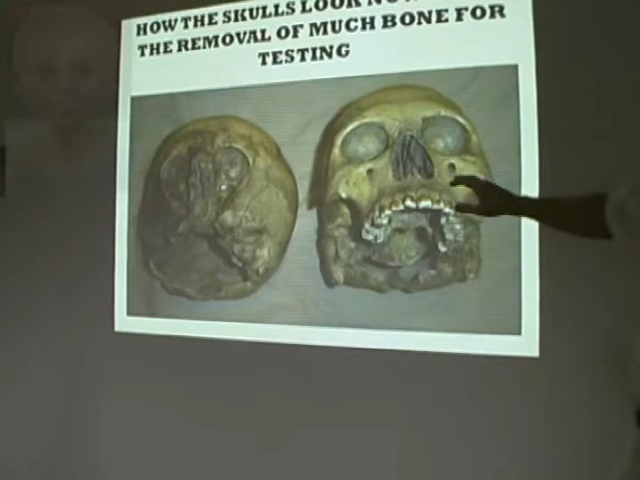 HOW THE SKULLS LOOK
THE REMOVAL OF MUCH BONE FOR
TESTING